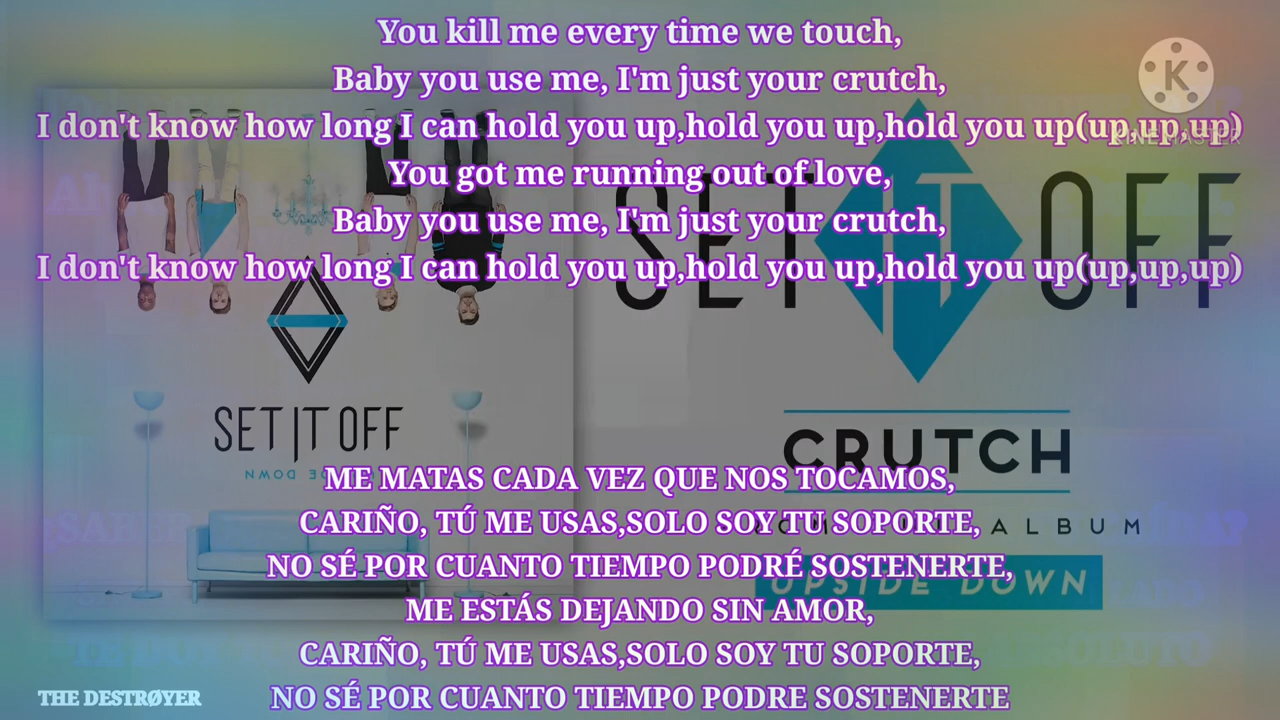 You kill me every time we touch,
Baby you use me, I'm just your crutch,
I don't know how long I can hold you up,hold you up,hold you up(up,up,up)
You got me running out of love,
Baby you use me, I'm just your crutch,
I don't know how long I can hold you up,hold you up,hold you up(up,up,up)
KINEMASTER
SET IT OFF
SET IT OFF
CRUTCH
ALBUM
UPSIDE DOWN
ME MATAS CADA VEZ QUE NOS TOCAMOS,
CARIÑO, TÚ ME USAS,SOLO SOY TU SOPORTE,
NO SÉ POR CUANTO TIEMPO PODRÉ SOSTENERTE,
ME ESTÁS DEJANDO SIN AMOR,
CARIÑO, TÚ ME USAS,SOLO SOY TU SOPORTE,
NO SÉ POR CUANTO TIEMPO PODRE SOSTENERTE
THE DESTRØYER